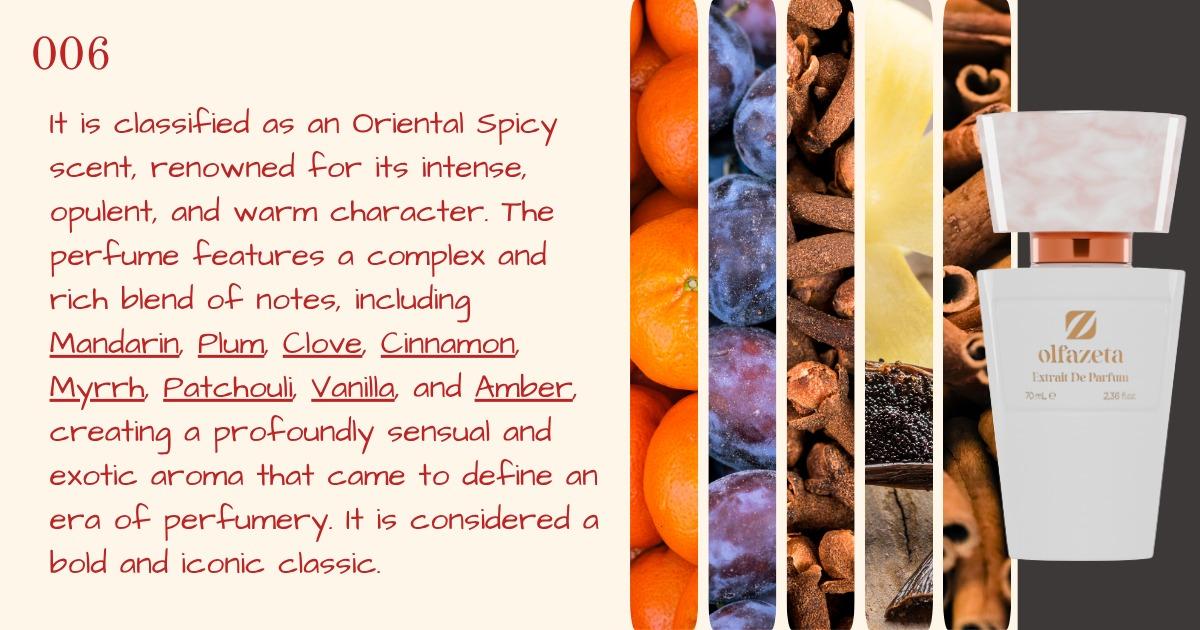 006
It is classified as an Oriental Spicy
scent, renowned for its intense,
opulent, and warm character. The
perfume features a complex and
rich blend of notes, including
Mandarin, Plum, Clove, Cinnamon,
Myrrh, Patchouli, Vanilla, and Amber,
creating a profoundly sensual and
exotic aroma that came to define an
era of perfumery. It is considered a
bold and iconic classic.
olfazeta
Extrait De Parfum
70 mL ℮ 2,36 fl.oz